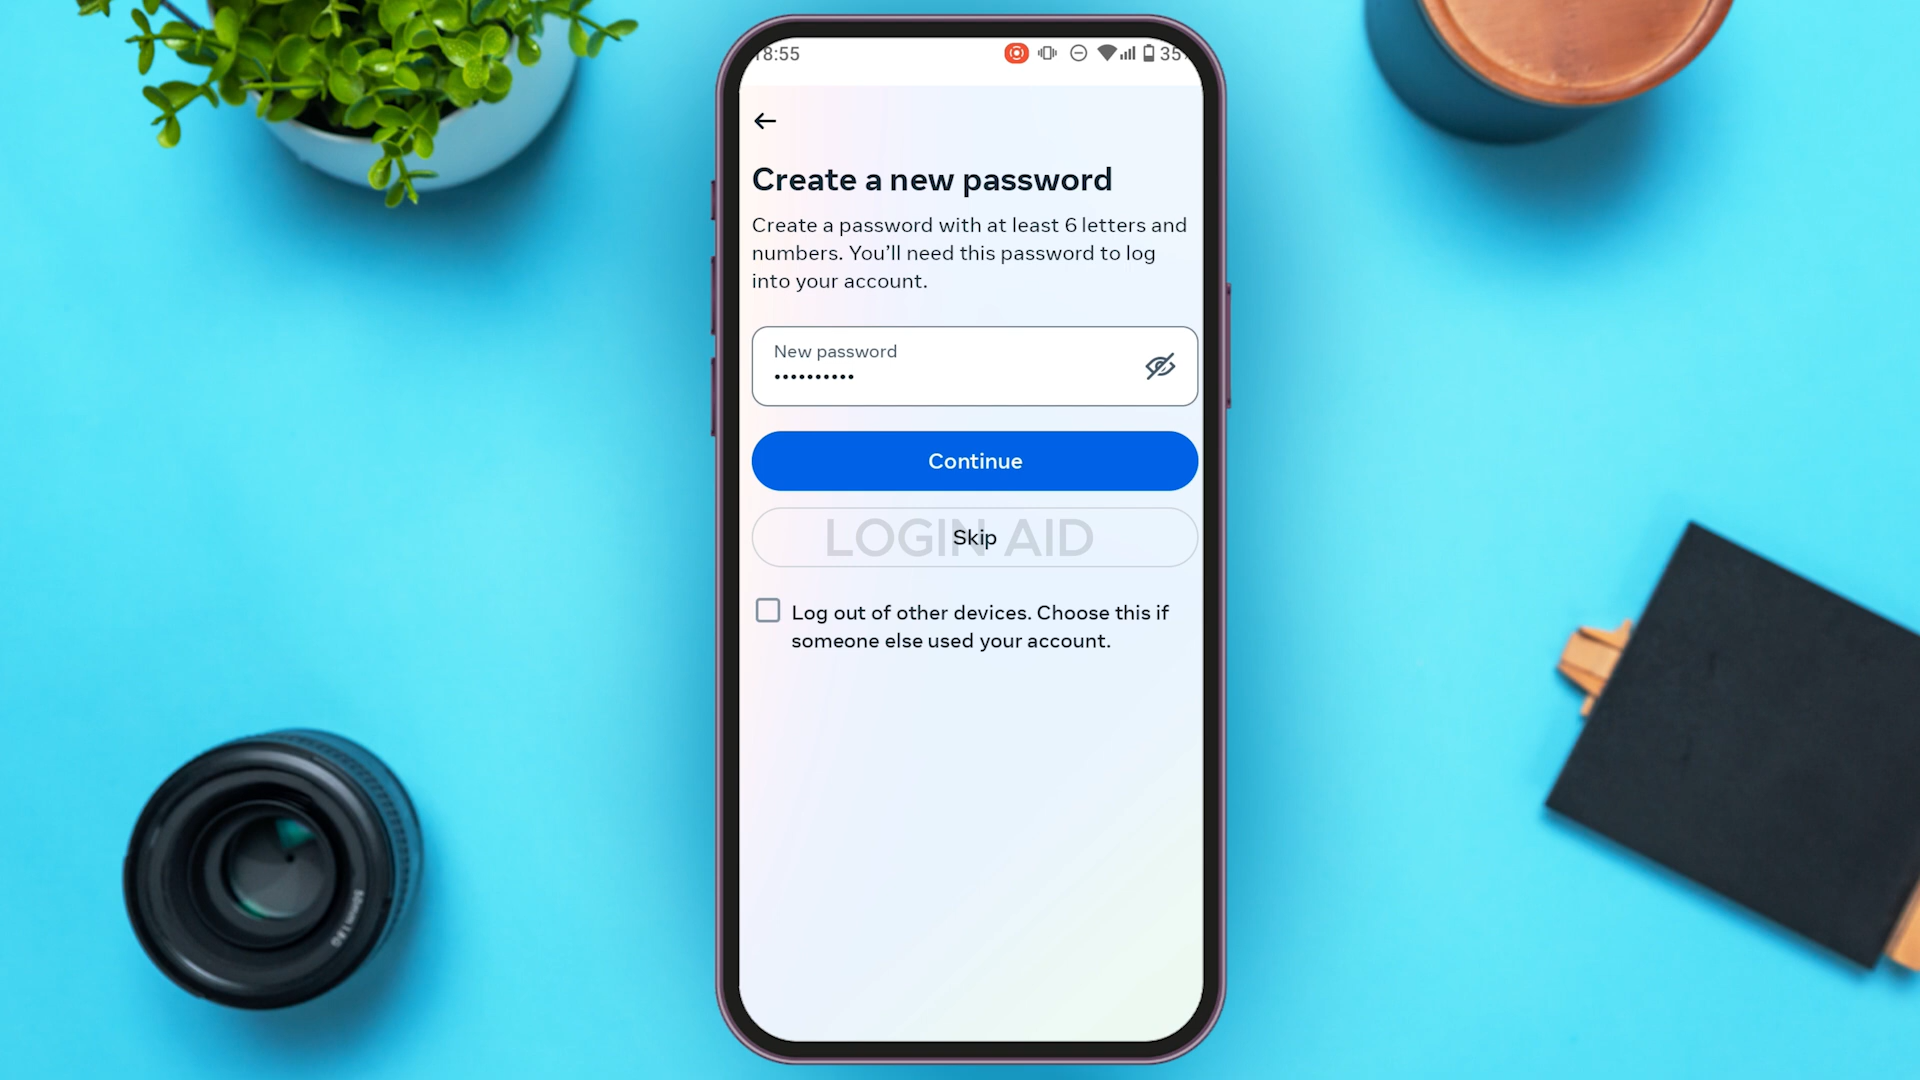 8:55
35
Create a new password
Create a password with at least 6 letters and
numbers. You’ll need this password to log
into your account.
New password
Continue
LOGIN AID
Skip
Log out of other devices. Choose this if
someone else used your account.